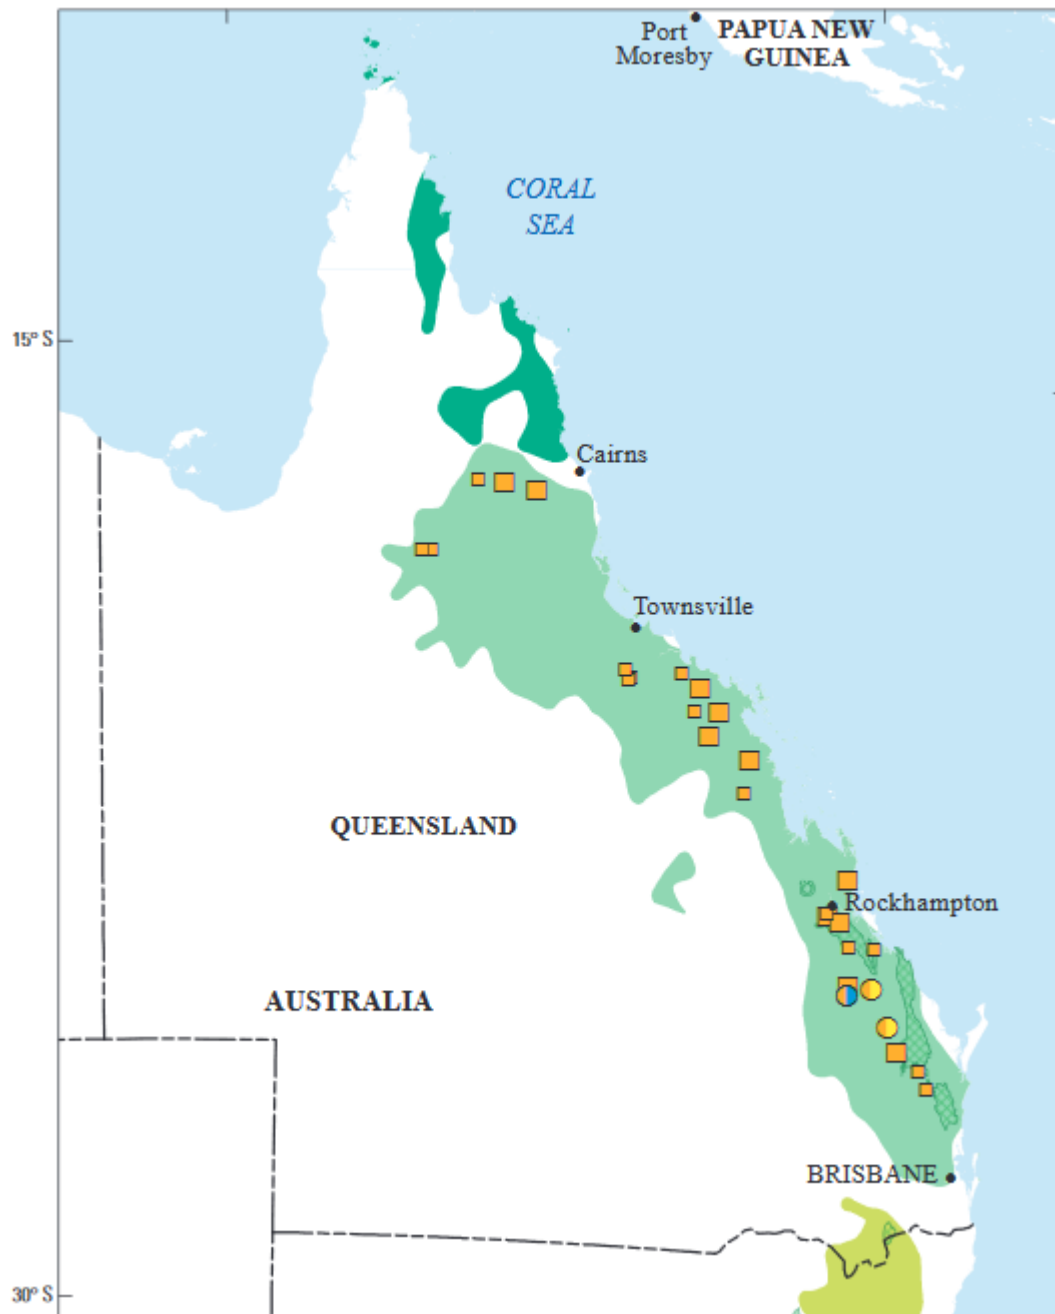 Port
Moresby
PAPUA NEW
GUINEA
CORAL
SEA
15° S
Cairns
Townsville
QUEENSLAND
Rockhampton
AUSTRALIA
BRISBANE
30° S